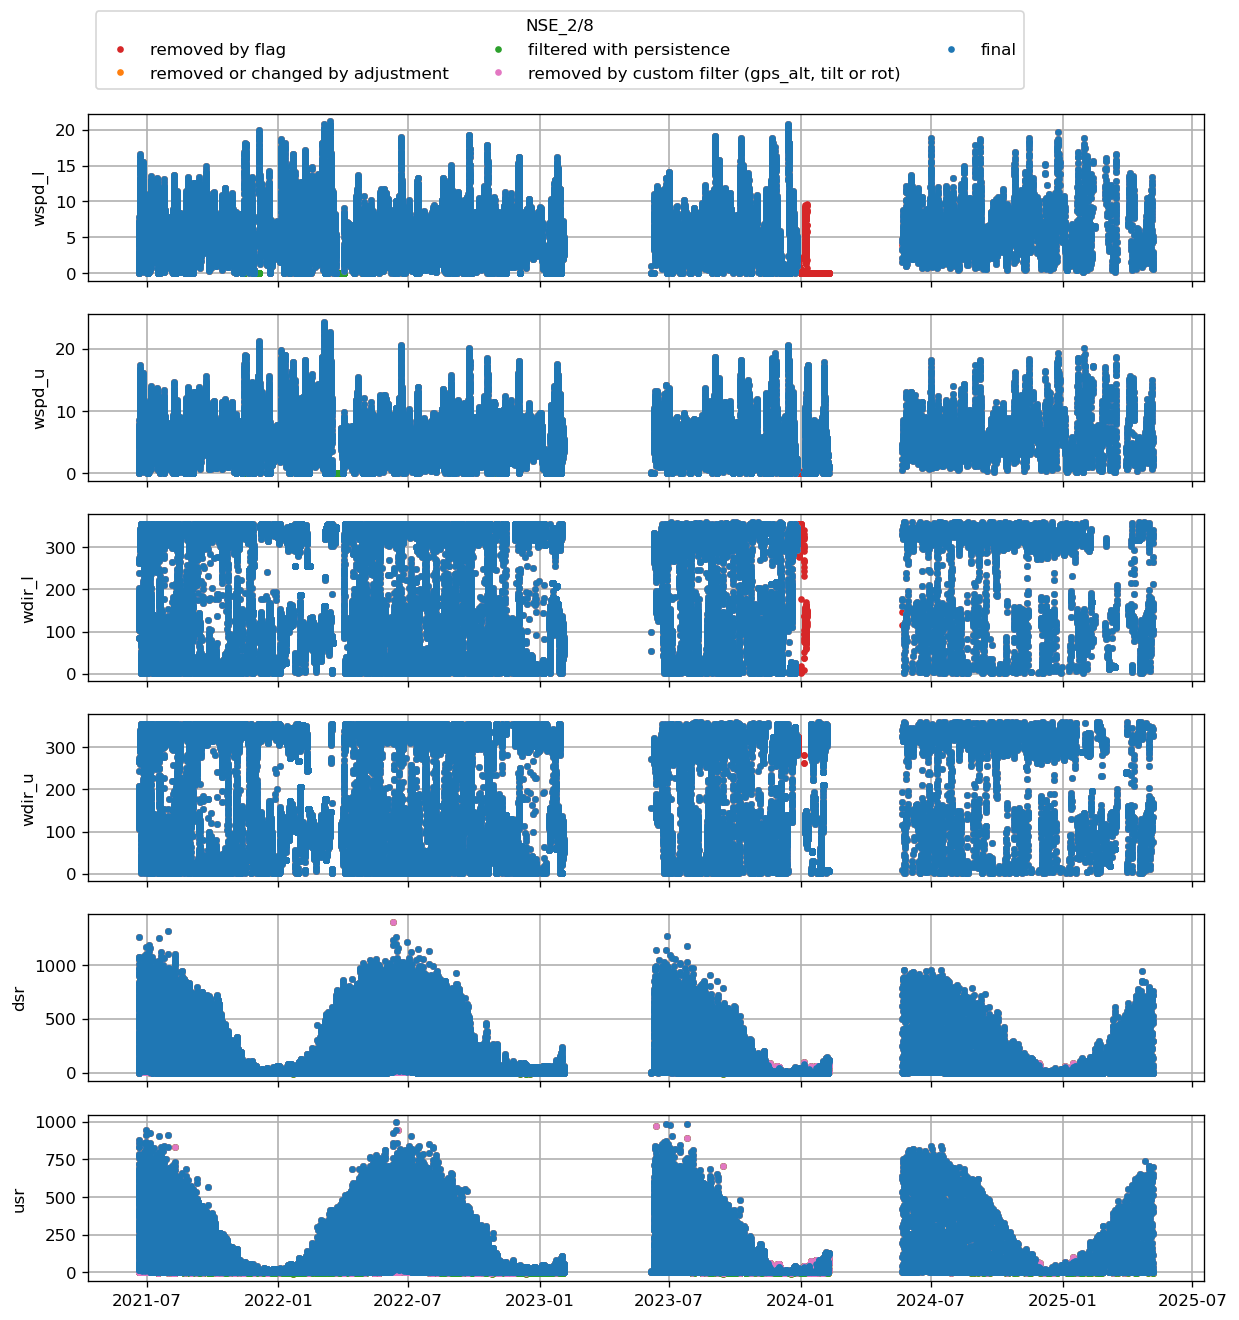 NSE_2/8
removed by flag
filtered with persistence
final
removed or changed by adjustment
removed by custom filter (gps_alt, tilt or rot)
20
15
10
5
0
wspd_l
20
10
0
wspd_u
300
200
100
0
wdir_l
300
200
100
0
wdir_u
1000
500
0
dsr
1000
750
500
250
0
usr
2021-07
2022-01
2022-07
2023-01
2023-07
2024-01
2024-07
2025-01
2025-07